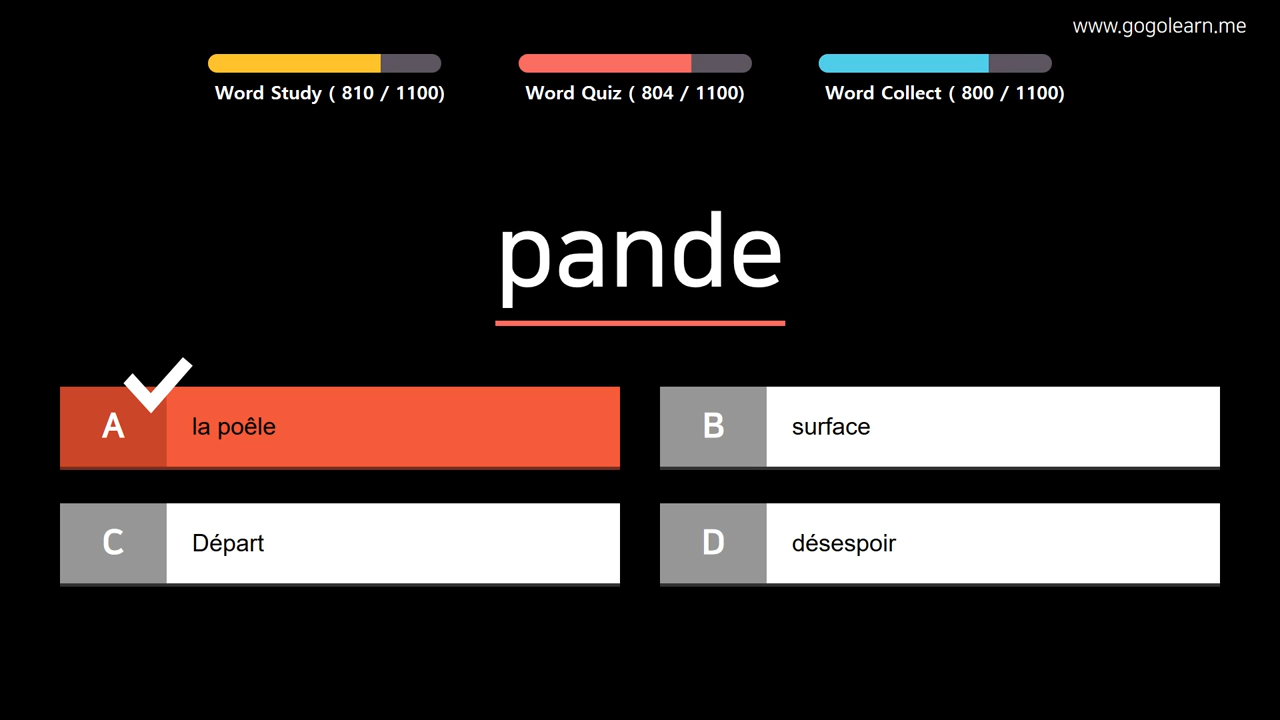 www.gogolearn.me
Word Study ( 810 / 1100)
Word Quiz ( 804 / 1100)
Word Collect ( 800 / 1100)
pande
A la poêle
B surface
C Départ
D désespoir